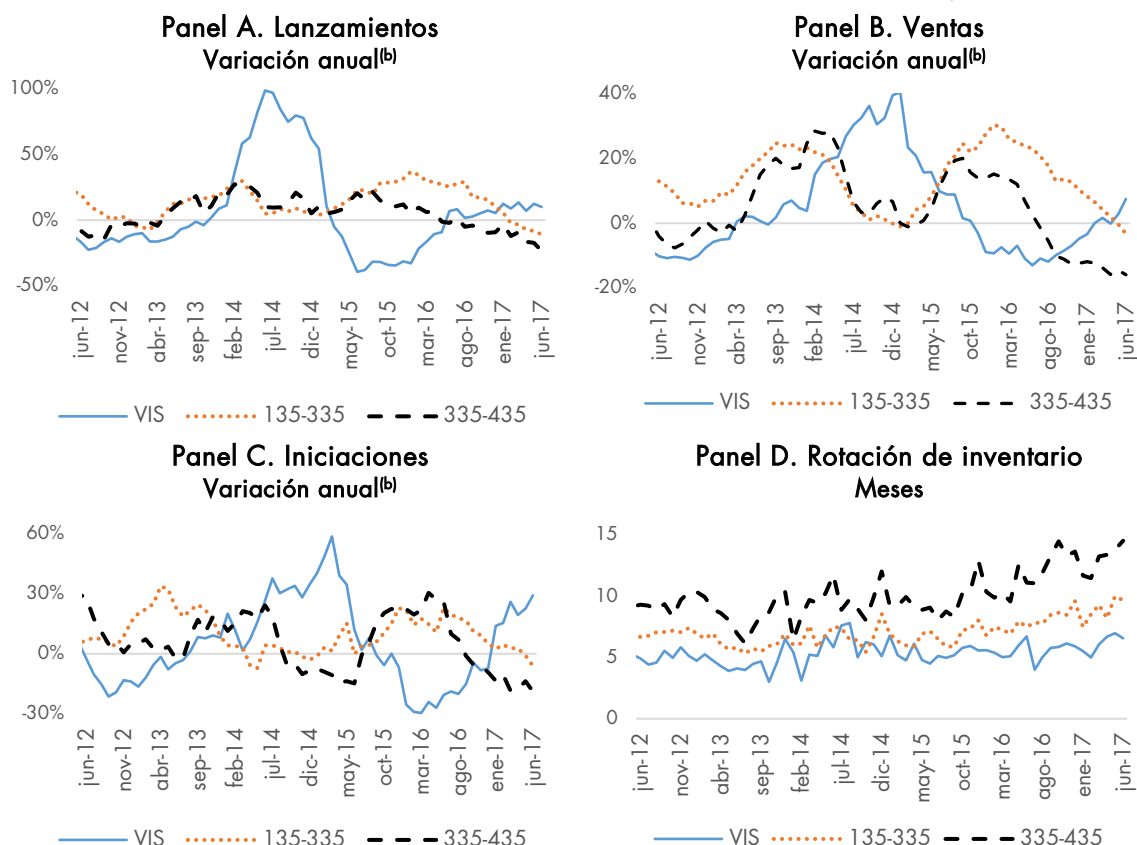 Panel A. Lanzamientos
Variación anual(b)
100%
50%
0%
-50%
jun-12
nov-12
abr-13
sep-13
feb-14
jul-14
dic-14
may-15
oct-15
mar-16
ago-16
ene-17
jun-17
VIS 135-335 335-435
Panel B. Ventas
Variación anual(b)
40%
20%
0%
-20%
jun-12
nov-12
abr-13
sep-13
feb-14
jul-14
dic-14
may-15
oct-15
mar-16
ago-16
ene-17
jun-17
VIS 135-335 335-435
Panel C. Iniciaciones
Variación anual(b)
60%
30%
0%
-30%
jun-12
nov-12
abr-13
sep-13
feb-14
jul-14
dic-14
may-15
oct-15
mar-16
ago-16
ene-17
jun-17
VIS 135-335 335-435
Panel D. Rotación de inventario
Meses
15
10
5
0
jun-12
nov-12
abr-13
sep-13
feb-14
jul-14
dic-14
may-15
oct-15
mar-16
ago-16
ene-17
jun-17
VIS 135-335 335-435